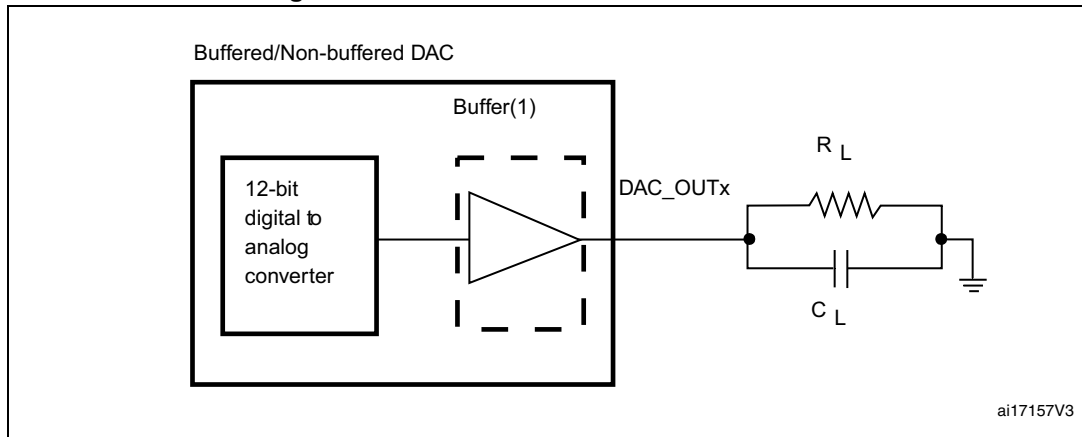 Buffered/Non-buffered DAC
Buffer(1)
12-bit
digital to
analog
converter
DAC_OUTx
R L
C L
ai17157V3